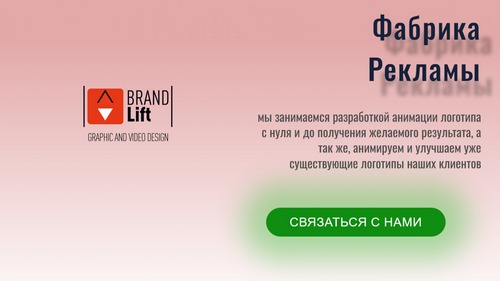 Фабрика
Рекламы
BRAND
Lift
GRAPHIC AND VIDEO DESIGN
мы занимаемся разработкой анимации логотипа
с нуля и до получения желаемого результата, а
так же, анимируем и улучшаем уже
существующие логотипы наших клиентов
СВЯЗАТЬСЯ С НАМИ